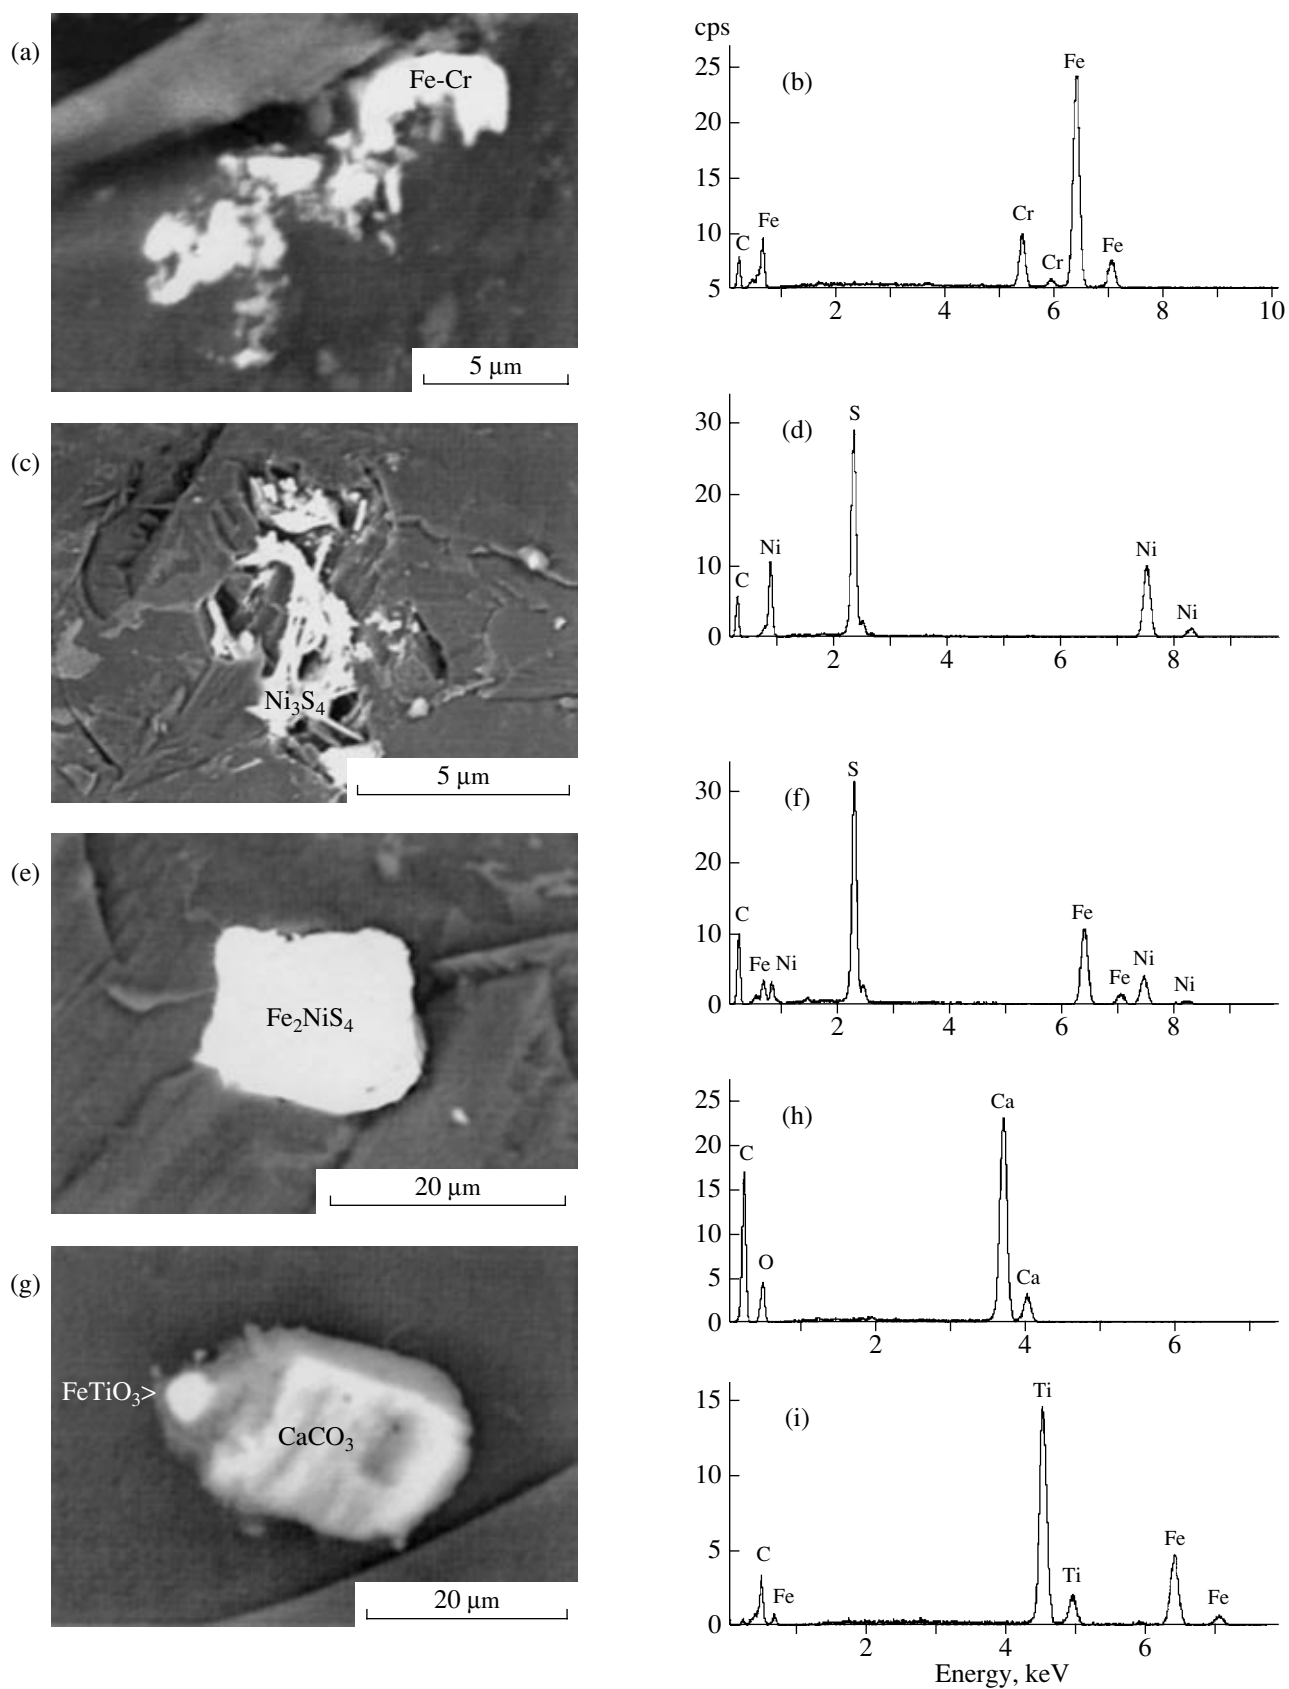 (a)
Fe-Cr
5 µm
cps
(b)
25
20
15
10
5
C
Fe
Cr
Cr
Fe
Fe
2 4 6 8 10
(c)
Ni3S4
5 µm
(d)
30
20
10
0
C
Ni
S
Ni
Ni
2 4 6 8
(e)
Fe2NiS4
20 µm
(f)
30
20
10
0
C
Fe Ni
S
Fe
Fe
Ni
Ni
2 4 6 8
(g)
FeTiO3>
CaCO3
20 µm
(h)
25
20
15
10
5
0
C
O
Ca
Ca
2 4 6
(i)
15
10
5
0
C
Fe
Ti
Ti
Fe
Fe
2 4 6
Energy, keV